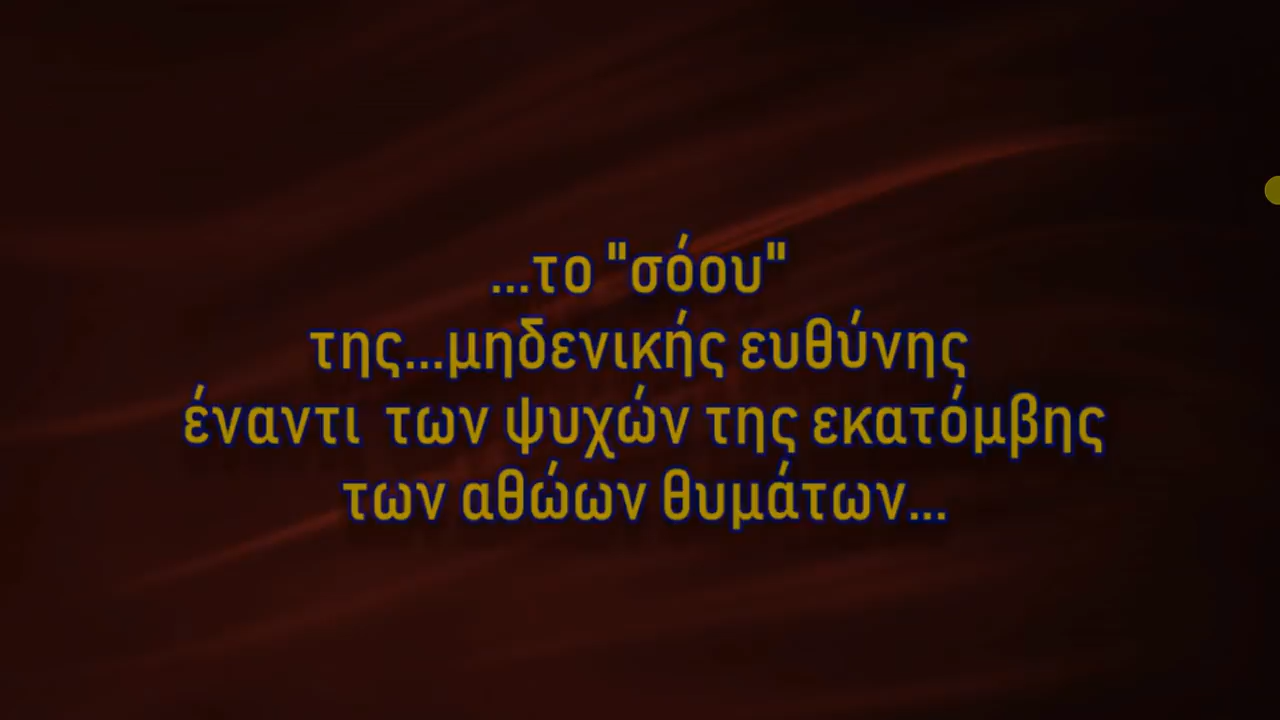 ...το "σόου"
της...μηδενικής ευθύνης
έναντι  των ψυχών της εκατόμβης
των αθώων θυμάτων...